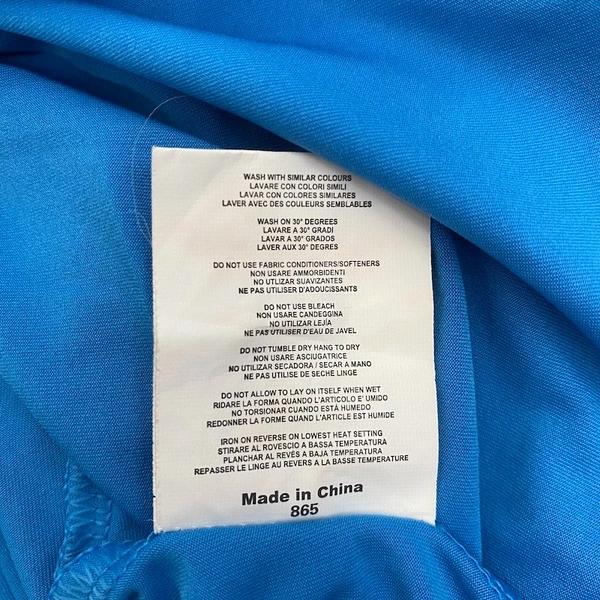 WASH WITH SIMILAR COLOURS
LAVARE CON COLORI SIMILI
LAVAR CON COLORES SIMILARES
LAVER AVEC DES COULEURS SEMBLABLES
WASH ON 30° DEGREES
LAVARE A 30° GRADI
LAVAR A 30° GRADOS
LAVER AUX 30° DEGRES
DO NOT USE FABRIC CONDITIONERS/SOFTENERS
NON USARE AMMORBIDENTI
NO UTLIZAR SUAVIZANTES
NE PAS UTILISER D'ADOUCISSANTS
DO NOT USE BLEACH
NON USARE CANDEGGINA
NO UTILIZAR LEJÍA
NE PAS UTILISER D'EAU DE JAVEL
DO NOT TUMBLE DRY HANG TO DRY
NON USARE ASCIUGATRICE
NO UTILIZAR SECADORA / SECAR A MANO
NE PAS UTILISE DE SECHE LINGE
DO NOT ALLOW TO LAY ON ITSELF WHEN WET
RIDARE LA FORMA QUANDO L'ARTICOLO E' UMIDO
NO TORSIONAR CUANDO ESTÁ HUMEDO
REDONNER LA FORME QUAND L'ARTICLE EST HUMIDE
IRON ON REVERSE ON LOWEST HEAT SETTING
STIRARE AL ROVESCIO A BASSA TEMPERATURA
PLANCHAR AL REVÉS A BAJA TEMPERATURA
REPASSER LE LINGE AU REVERS A LA BASSE TEMPERATURE
Made in China
865